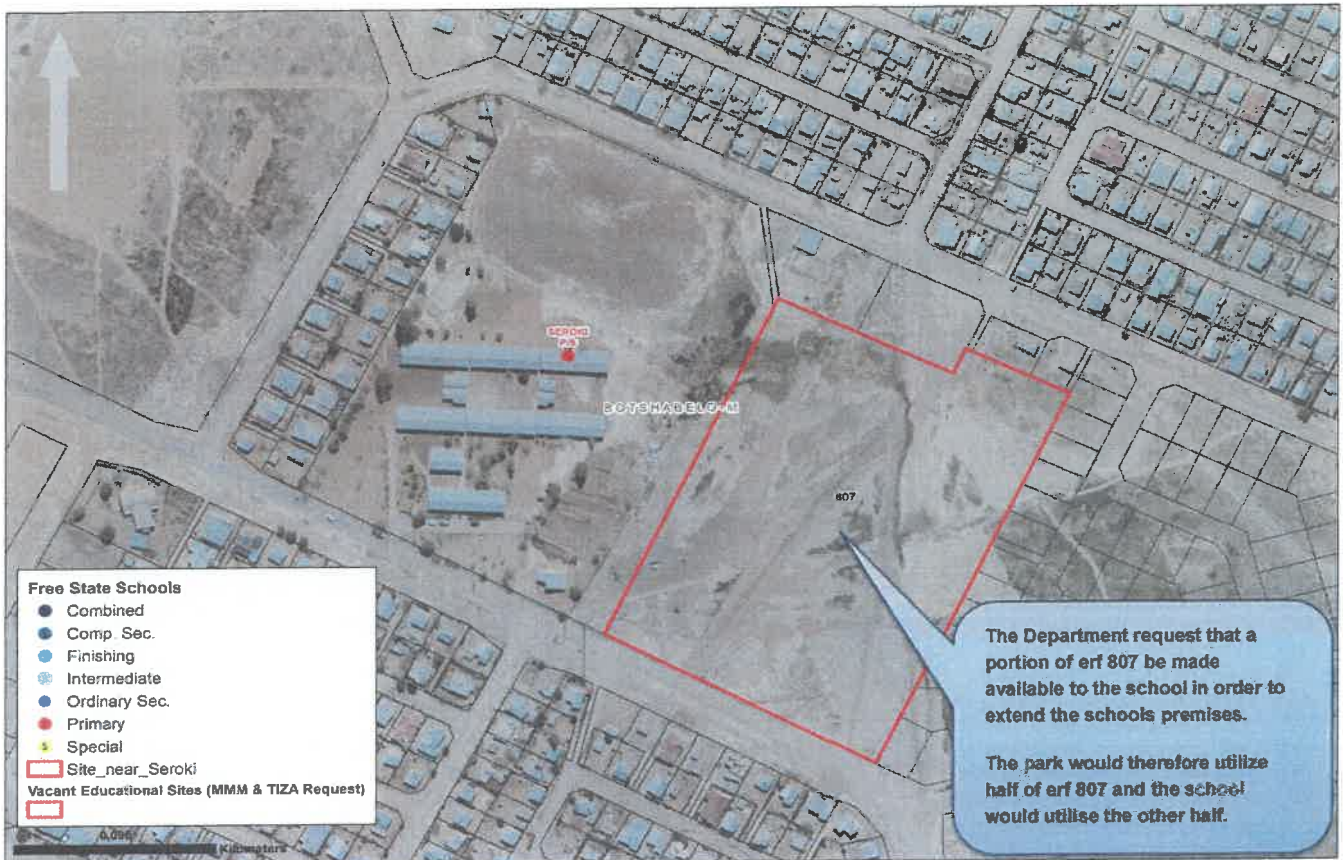 SEROKI
P/S
BOTSHABELO-M
607
Free State Schools
Combined
Comp. Sec.
Finishing
Intermediate
Ordinary Sec.
Primary
Special
Site_near_Seroki
Vacant Educational Sites (MMM & TIZA Request)
Kilometers
The Department request that a
portion of erf 807 be made
available to the school in order to
extend the schools premises.
The park would therefore utilize
half of erf 807 and the school
would utilise the other half.